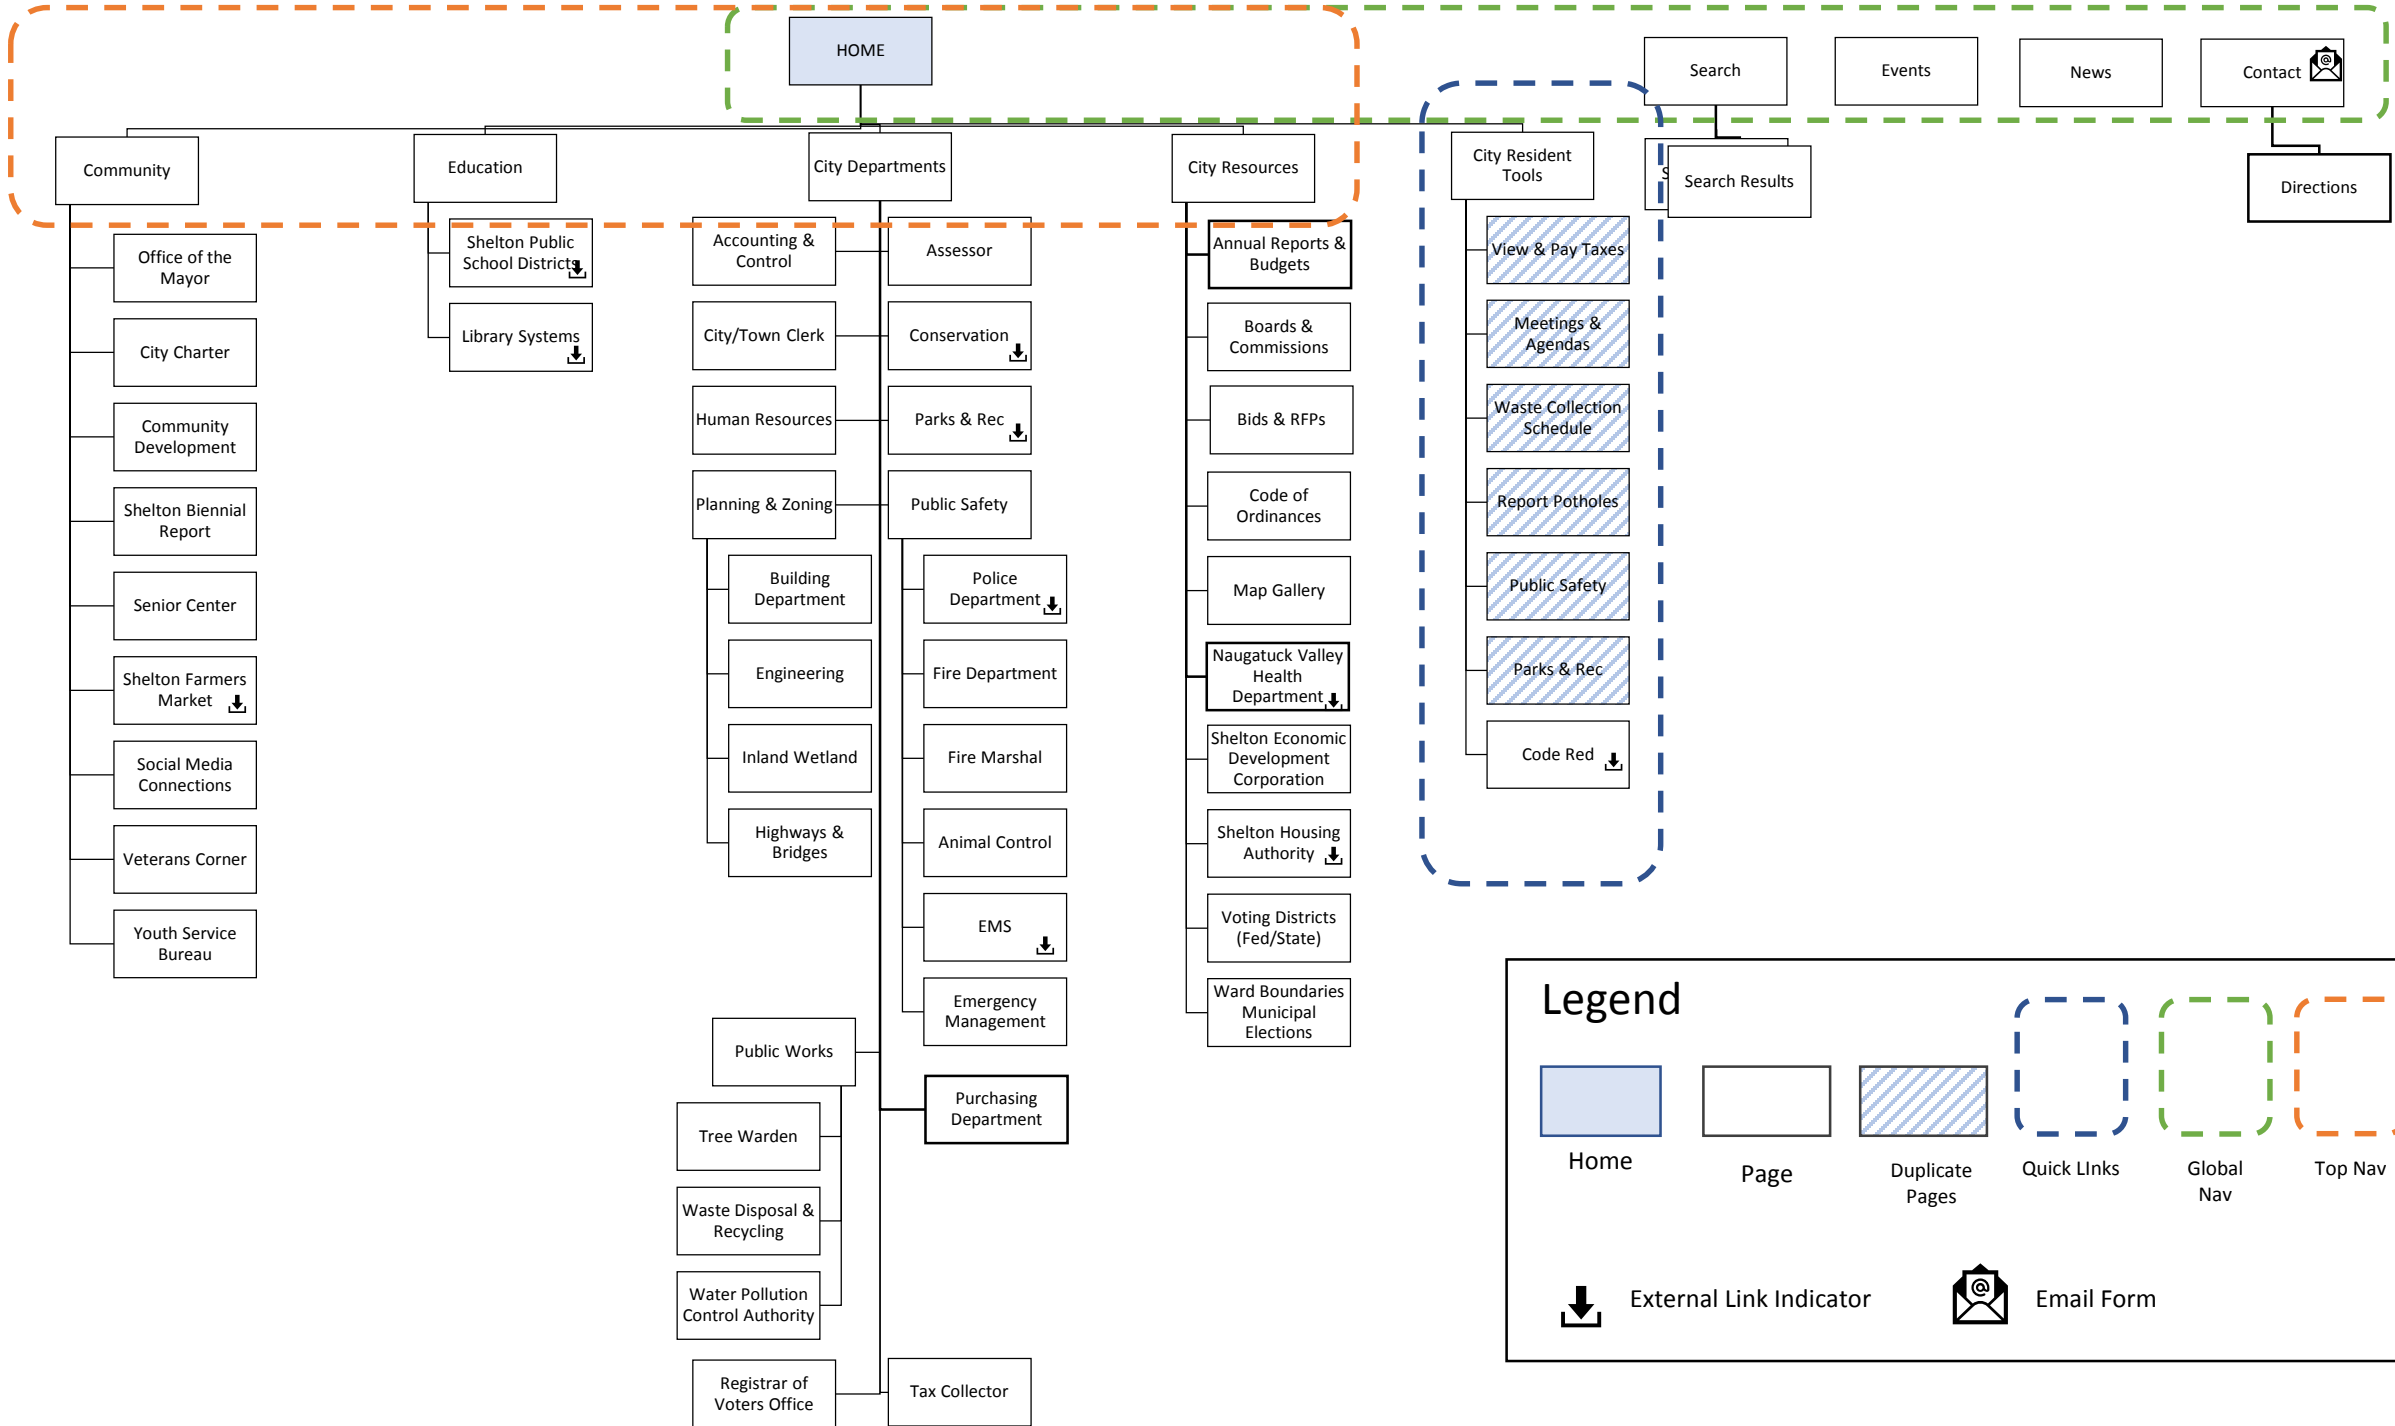 HOME
Search
Events
News
Contact
@
Community
Education
City Departments
City Resources
City Resident
Tools
S
Search Results
Directions
Office of the
Mayor
City Charter
Community
Development
Shelton Biennial
Report
Senior Center
Shelton Farmers
Market
Social Media
Connections
Veterans Corner
Youth Service
Bureau
Shelton Public
School Districts
Library Systems
Accounting &
Control
Assessor
City/Town Clerk
Conservation
Human Resources
Parks & Rec
Planning & Zoning
Public Safety
Building
Department
Engineering
Inland Wetland
Highways &
Bridges
Police
Department
Fire Department
Fire Marshal
Animal Control
EMS
Emergency
Management
Public Works
Purchasing
Department
Tree Warden
Waste Disposal &
Recycling
Water Pollution
Control Authority
Registrar of
Voters Office
Tax Collector
Annual Reports &
Budgets
Boards &
Commissions
Bids & RFPs
Code of
Ordinances
Map Gallery
Naugatuck Valley
Health
Department
Shelton Economic
Development
Corporation
Shelton Housing
Authority
Voting Districts
(Fed/State)
Ward Boundaries
Municipal
Elections
View & Pay Taxes
Meetings &
Agendas
Waste Collection
Schedule
Report Potholes
Public Safety
Parks & Rec
Code Red
Legend
Home
Page
Duplicate
Pages
Quick LInks
Global
Nav
Top Nav
External Link Indicator
@
Email Form